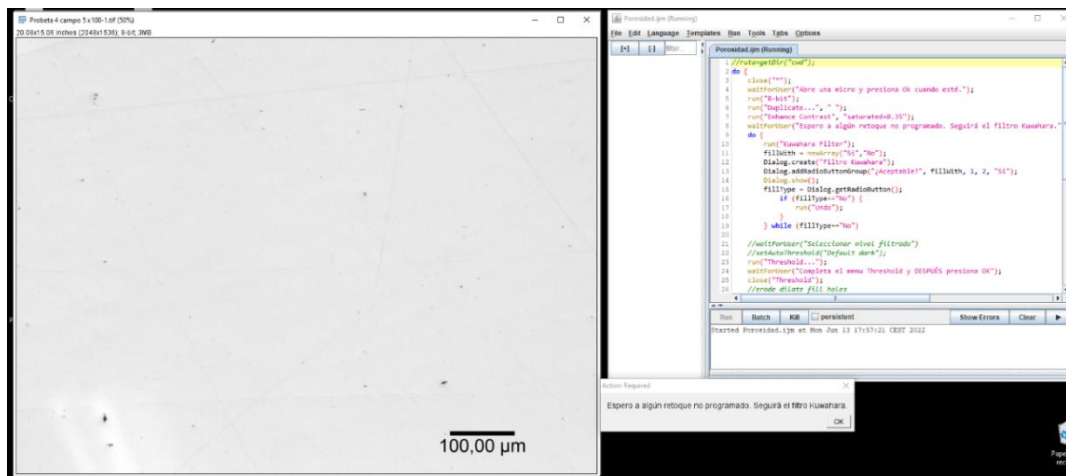 Probeta 4 campo 5 x100-1.tif (50%)
20.08x15.06 inches (2048x1536); 8-bit; 3MB
100,00 µm
Porosidad.ijm (Running)
File Edit Language Templates Run Tools Tabs Options
[+] [-] filter...
Porosidad.ijm (Running)
1 //ruta=getDir("cwd");
2 do {
3 close("*");
4 waitForUser("Abre una micro y presiona Ok cuando esté.");
5 run("8-bit");
6 run("Duplicate...", " ");
7 run("Enhance Contrast", "saturated=0.35");
8 waitForUser("Espero a algún retoque no programado. Seguirá el filtro Kuwahara."
9 do {
10 run("Kuwahara Filter");
11 fillWith = newArray("Sí","No");
12 Dialog.create("Filtro Kuwahara");
13 Dialog.addRadioButtonGroup("¿Aceptable?", fillWith, 1, 2, "Sí");
14 Dialog.show();
15 fillType = Dialog.getRadioButton();
16 if (fillType=="No") {
17 run("Undo");
18 }
19 } while (fillType=="No")
20
21 //waitForUser("Seleccionar nivel filtrado")
22 //setAutoThreshold("Default dark");
23 run("Threshold...");
24 waitForUser("Completa el menu Threshold y DESPUÉS presiona OK");
25 close("Threshold");
26 //erode dilate fill holes
Run Batch Kill persistent Show Errors Clear
Started Porosidad.ijm at Mon Jun 13 17:57:21 CEST 2022
Action Required
Espero a algún retoque no programado. Seguirá el filtro Kuwahara.
OK